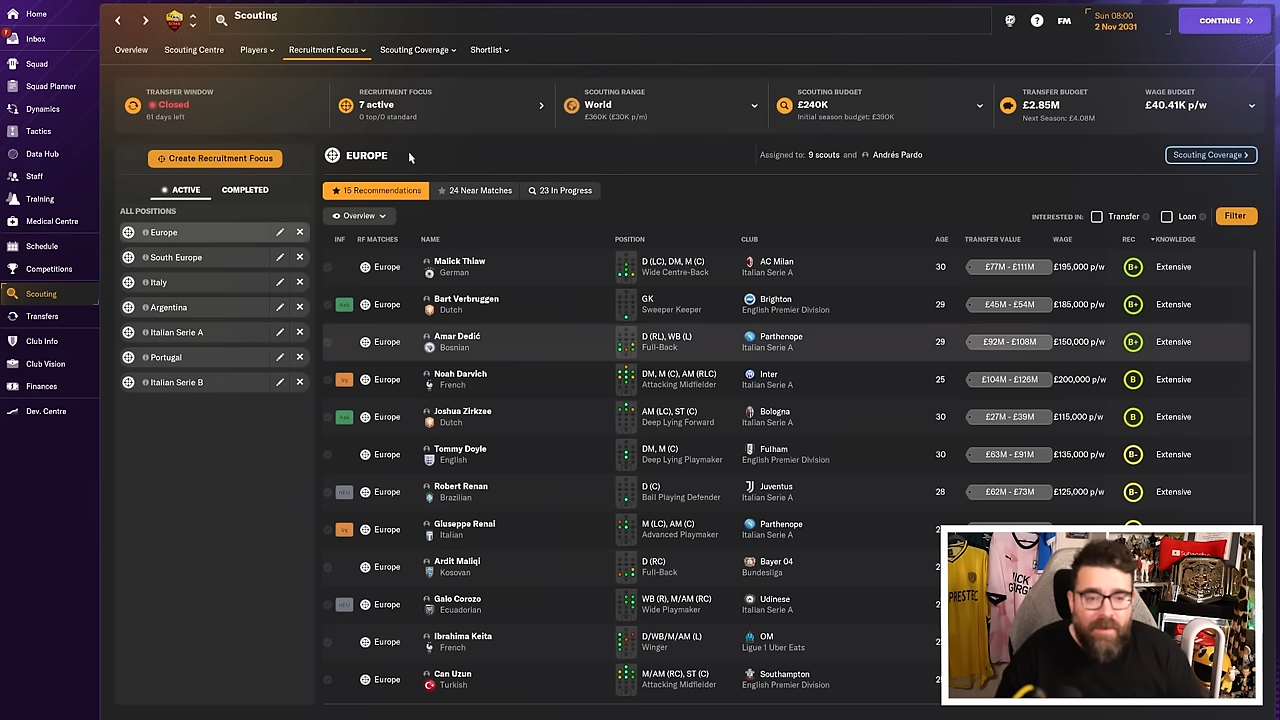 Home
Scouting
Sun 08:00
2 Nov 2031
FM
CONTINUE
7
Inbox
Squad
Squad Planner
Dynamics
Tactics
Data Hub
Staff
Training
Medical Centre
Schedule
Competitions
Scouting
Transfers
Club Info
Club Vision
Finances
Dev. Centre
Overview
Scouting Centre
Players
Recruitment Focus
Scouting Coverage
Shortlist
TRANSFER WINDOW
Closed
61 days left
RECRUITMENT FOCUS
7 active
0 top/0 standard
SCOUTING RANGE
World
£360K (£30K p/m)
SCOUTING BUDGET
£240K
Initial season budget: £390K
TRANSFER BUDGET
£2.85M
Next Season: £4.08M
WAGE BUDGET
£40.41K p/w
Create Recruitment Focus
ACTIVE
COMPLETED
ALL POSITIONS
Europe
South Europe
Italy
Argentina
Italian Serie A
Portugal
Italian Serie B
EUROPE
Assigned to: 9 scouts and Andrés Pardo
Scouting Coverage >
15 Recommendations
24 Near Matches
23 In Progress
Overview
INTERESTED IN:
Transfer
Loan
Filter
INF RF MATCHES NAME POSITION CLUB AGE TRANSFER VALUE WAGE REC KNOWLEDGE
Europe Malick Thiaw D (LC), DM, M (C) AC Milan 30 £77M - £111M £195,000 p/w B+ Extensive
German Wide Centre-Back Italian Serie A
Europe Bart Verbruggen GK Brighton 29 £45M - £54M £185,000 p/w B+ Extensive
Dutch Sweeper Keeper English Premier Division
Europe Amar Dedić D (RL), WB (L) Parthenope 29 £92M - £108M £150,000 p/w B+ Extensive
Bosnian Full-Back Italian Serie A
Inj Europe Noah Darvich DM, M (C), AM (RLC) Inter 25 £104M - £126M £200,000 p/w B Extensive
French Attacking Midfielder Italian Serie A
Europe Joshua Zirkzee AM (LC), ST (C) Bologna 30 £27M - £39M £115,000 p/w B Extensive
Dutch Deep Lying Forward Italian Serie A
Europe Tommy Doyle DM, M (C) Fulham 30 £63M - £91M £135,000 p/w B- Extensive
English Deep Lying Playmaker English Premier Division
nEU Europe Robert Renan D (C) Juventus 28 £62M - £73M £125,000 p/w B- Extensive
Brazilian Ball Playing Defender Italian Serie A
Inj Europe Giuseppe Renai M (LC), AM (C) Parthenope
Italian Advanced Playmaker Italian Serie A
Europe Ardit Maliqi D (RC) Bayer 04
Kosovan Full-Back Bundesliga
nEU Europe Galo Corozo WB (R), M/AM (RC) Udinese
Ecuadorian Wide Playmaker Italian Serie A
Europe Ibrahima Keita D/WB/M/AM (L) OM
French Winger Ligue 1 Uber Eats
Europe Can Uzun M/AM (RC), ST (C) Southampton
Turkish Attacking Midfielder English Premier Division